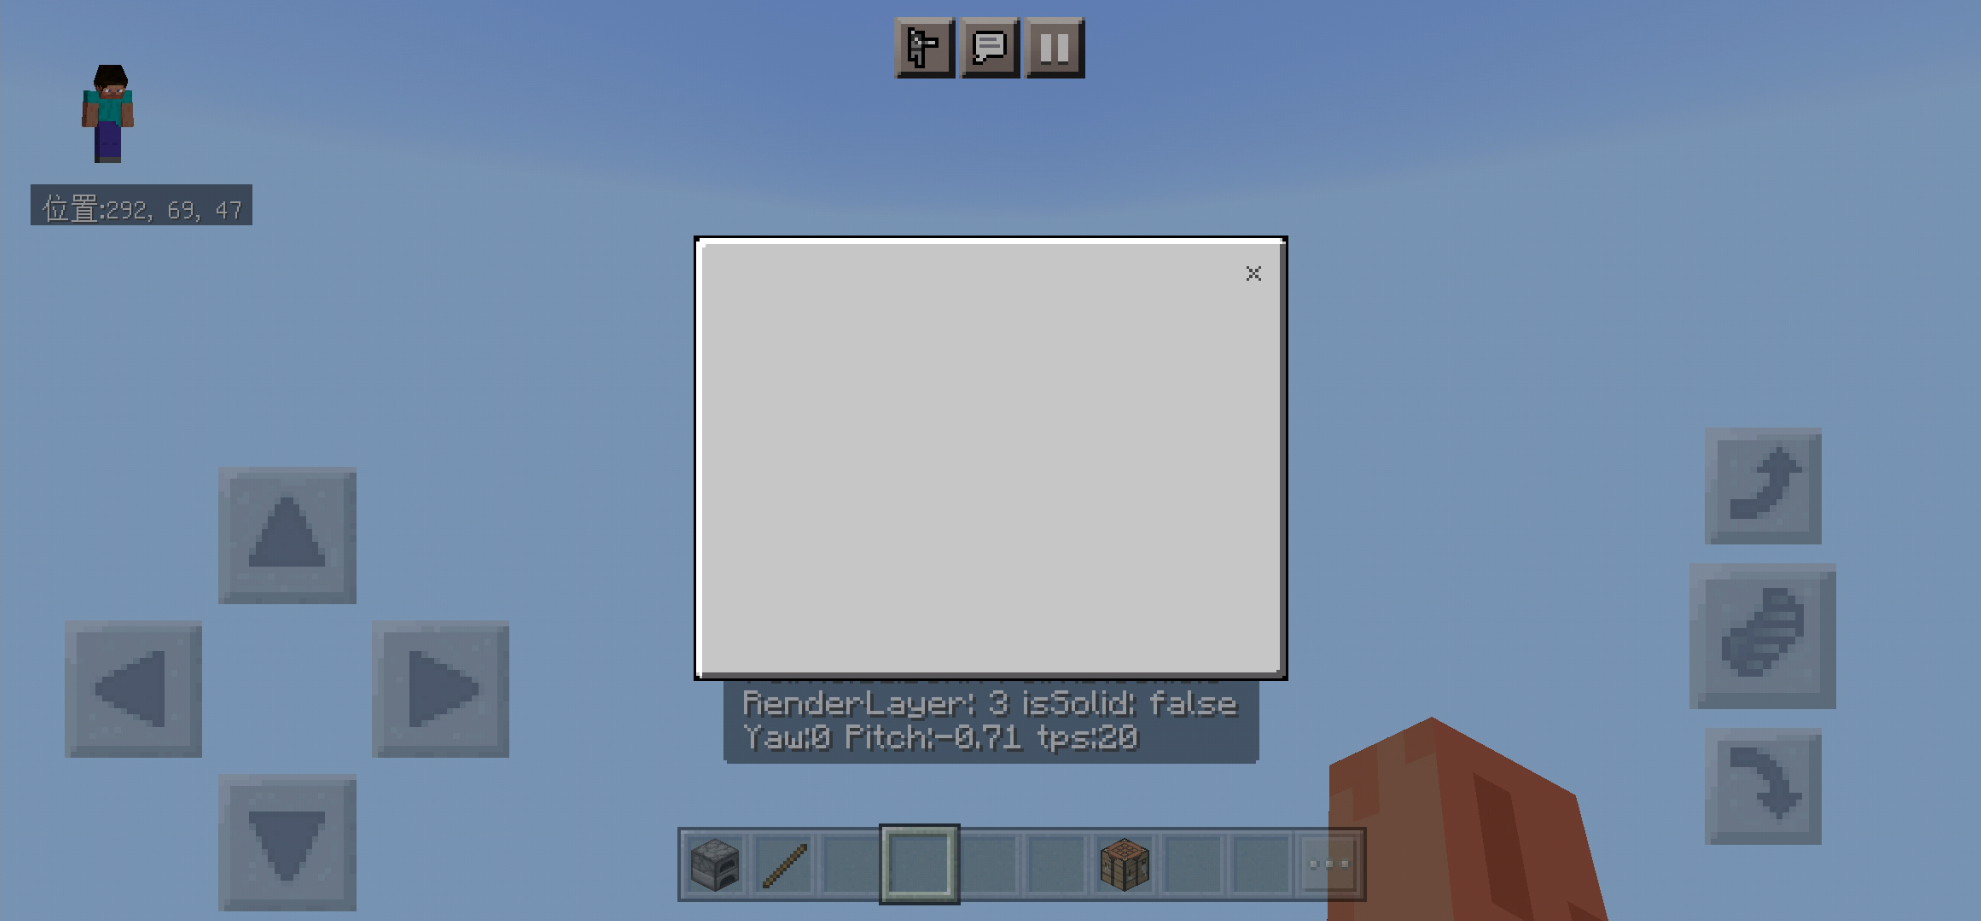 位置:292, 69, 47
RenderLayer: 3 isSolid: false
Yaw:0 Pitch:-0.71 tps:20